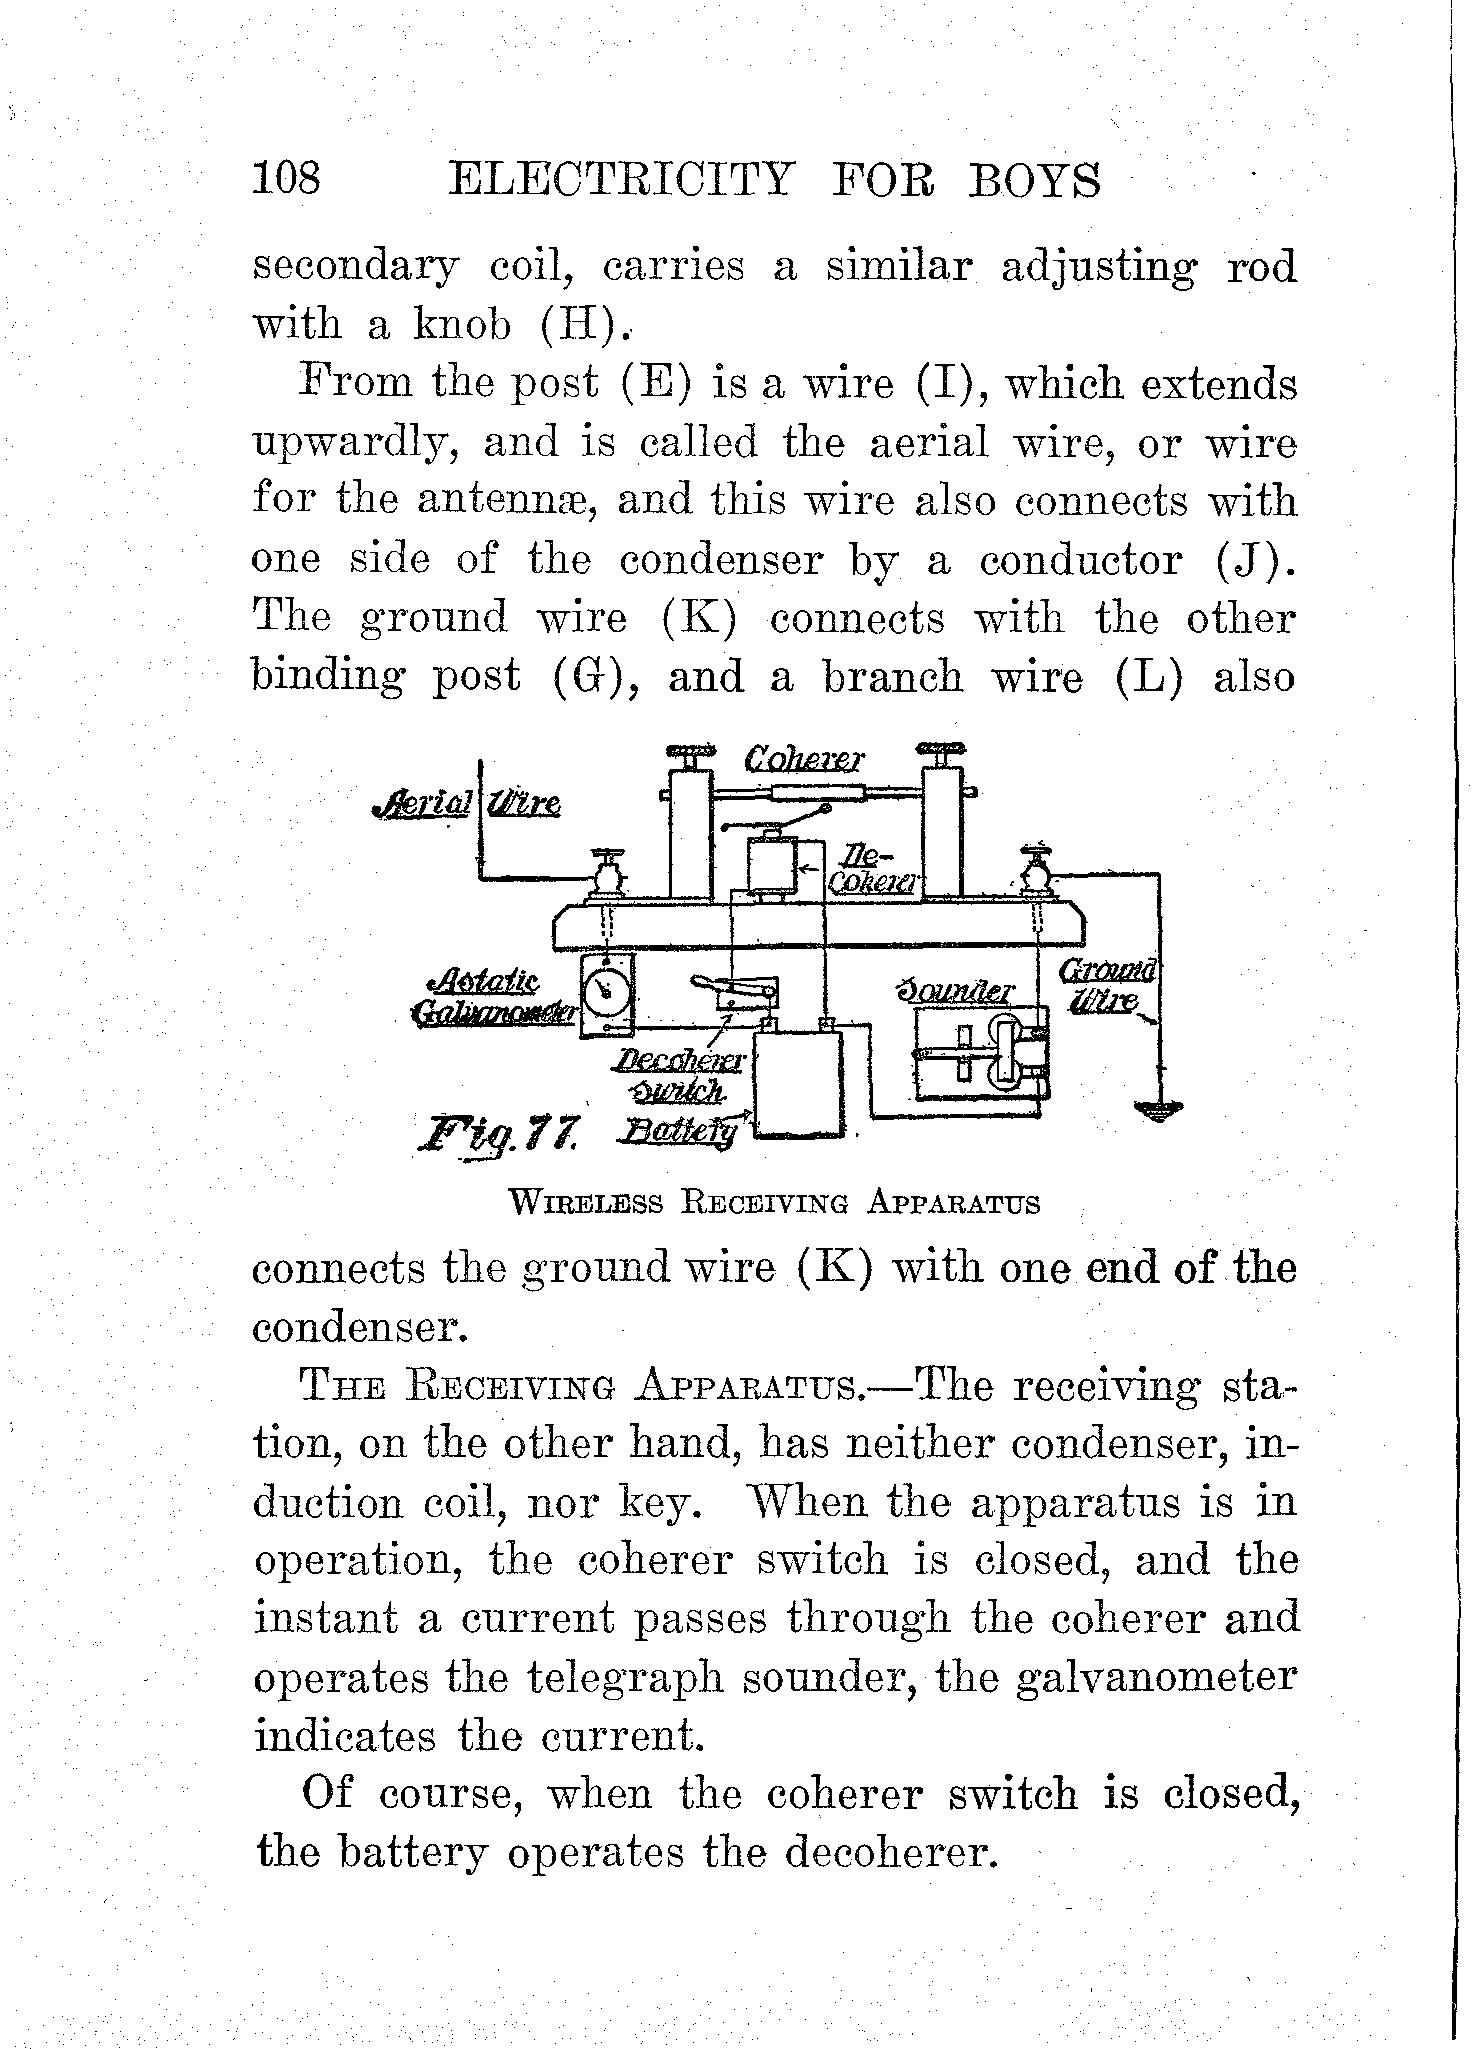 108 ELECTRICITY FOR BOYS
secondary coil, carries a similar adjusting rod
with a knob (H).
From the post (E) is a wire (I), which extends
upwardly, and is called the aerial wire, or wire
for the antennæ, and this wire also connects with
one side of the condenser by a conductor (J).
The ground wire (K) connects with the other
binding post (G), and a branch wire (L) also
Coherer
Aerial Wire
De-
Coherer
Astatic
Galvanometer
Sounder
Ground
Wire
Decoherer
Switch
Battery
Fig. 77.
WIRELESS RECEIVING APPARATUS
connects the ground wire (K) with one end of the
condenser.
THE RECEIVING APPARATUS.—The receiving sta-
tion, on the other hand, has neither condenser, in-
duction coil, nor key. When the apparatus is in
operation, the coherer switch is closed, and the
instant a current passes through the coherer and
operates the telegraph sounder, the galvanometer
indicates the current.
Of course, when the coherer switch is closed,
the battery operates the decoherer.